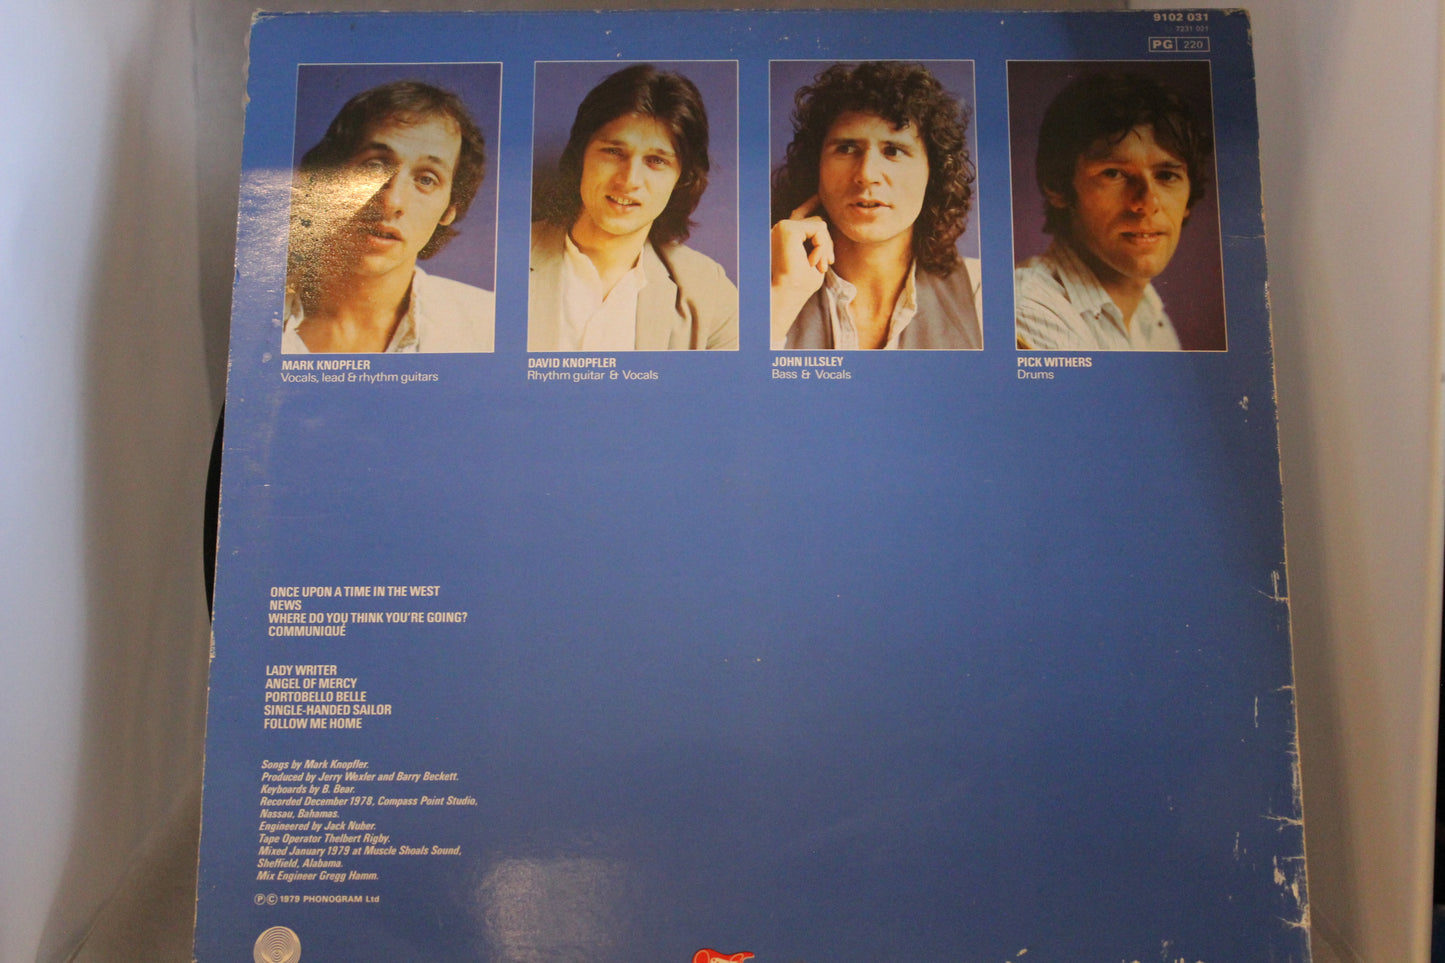 9102 031
7231 021
PG 220
MARK KNOPFLER
Vocals, lead & rhythm guitars
DAVID KNOPFLER
Rhythm guitar & Vocals
JOHN ILLSLEY
Bass & Vocals
PICK WITHERS
Drums
ONCE UPON A TIME IN THE WEST
NEWS
WHERE DO YOU THINK YOU'RE GOING?
COMMUNIQUÉ
LADY WRITER
ANGEL OF MERCY
PORTOBELLO BELLE
SINGLE-HANDED SAILOR
FOLLOW ME HOME
Songs by Mark Knopfler.
Produced by Jerry Wexler and Barry Beckett.
Keyboards by B. Bear.
Recorded December 1978, Compass Point Studio,
Nassau, Bahamas.
Engineered by Jack Nuber.
Tape Operator Thelbert Rigby.
Mixed January 1979 at Muscle Shoals Sound,
Sheffield, Alabama.
Mix Engineer Gregg Hamm.
Ⓟ © 1979 PHONOGRAM Ltd